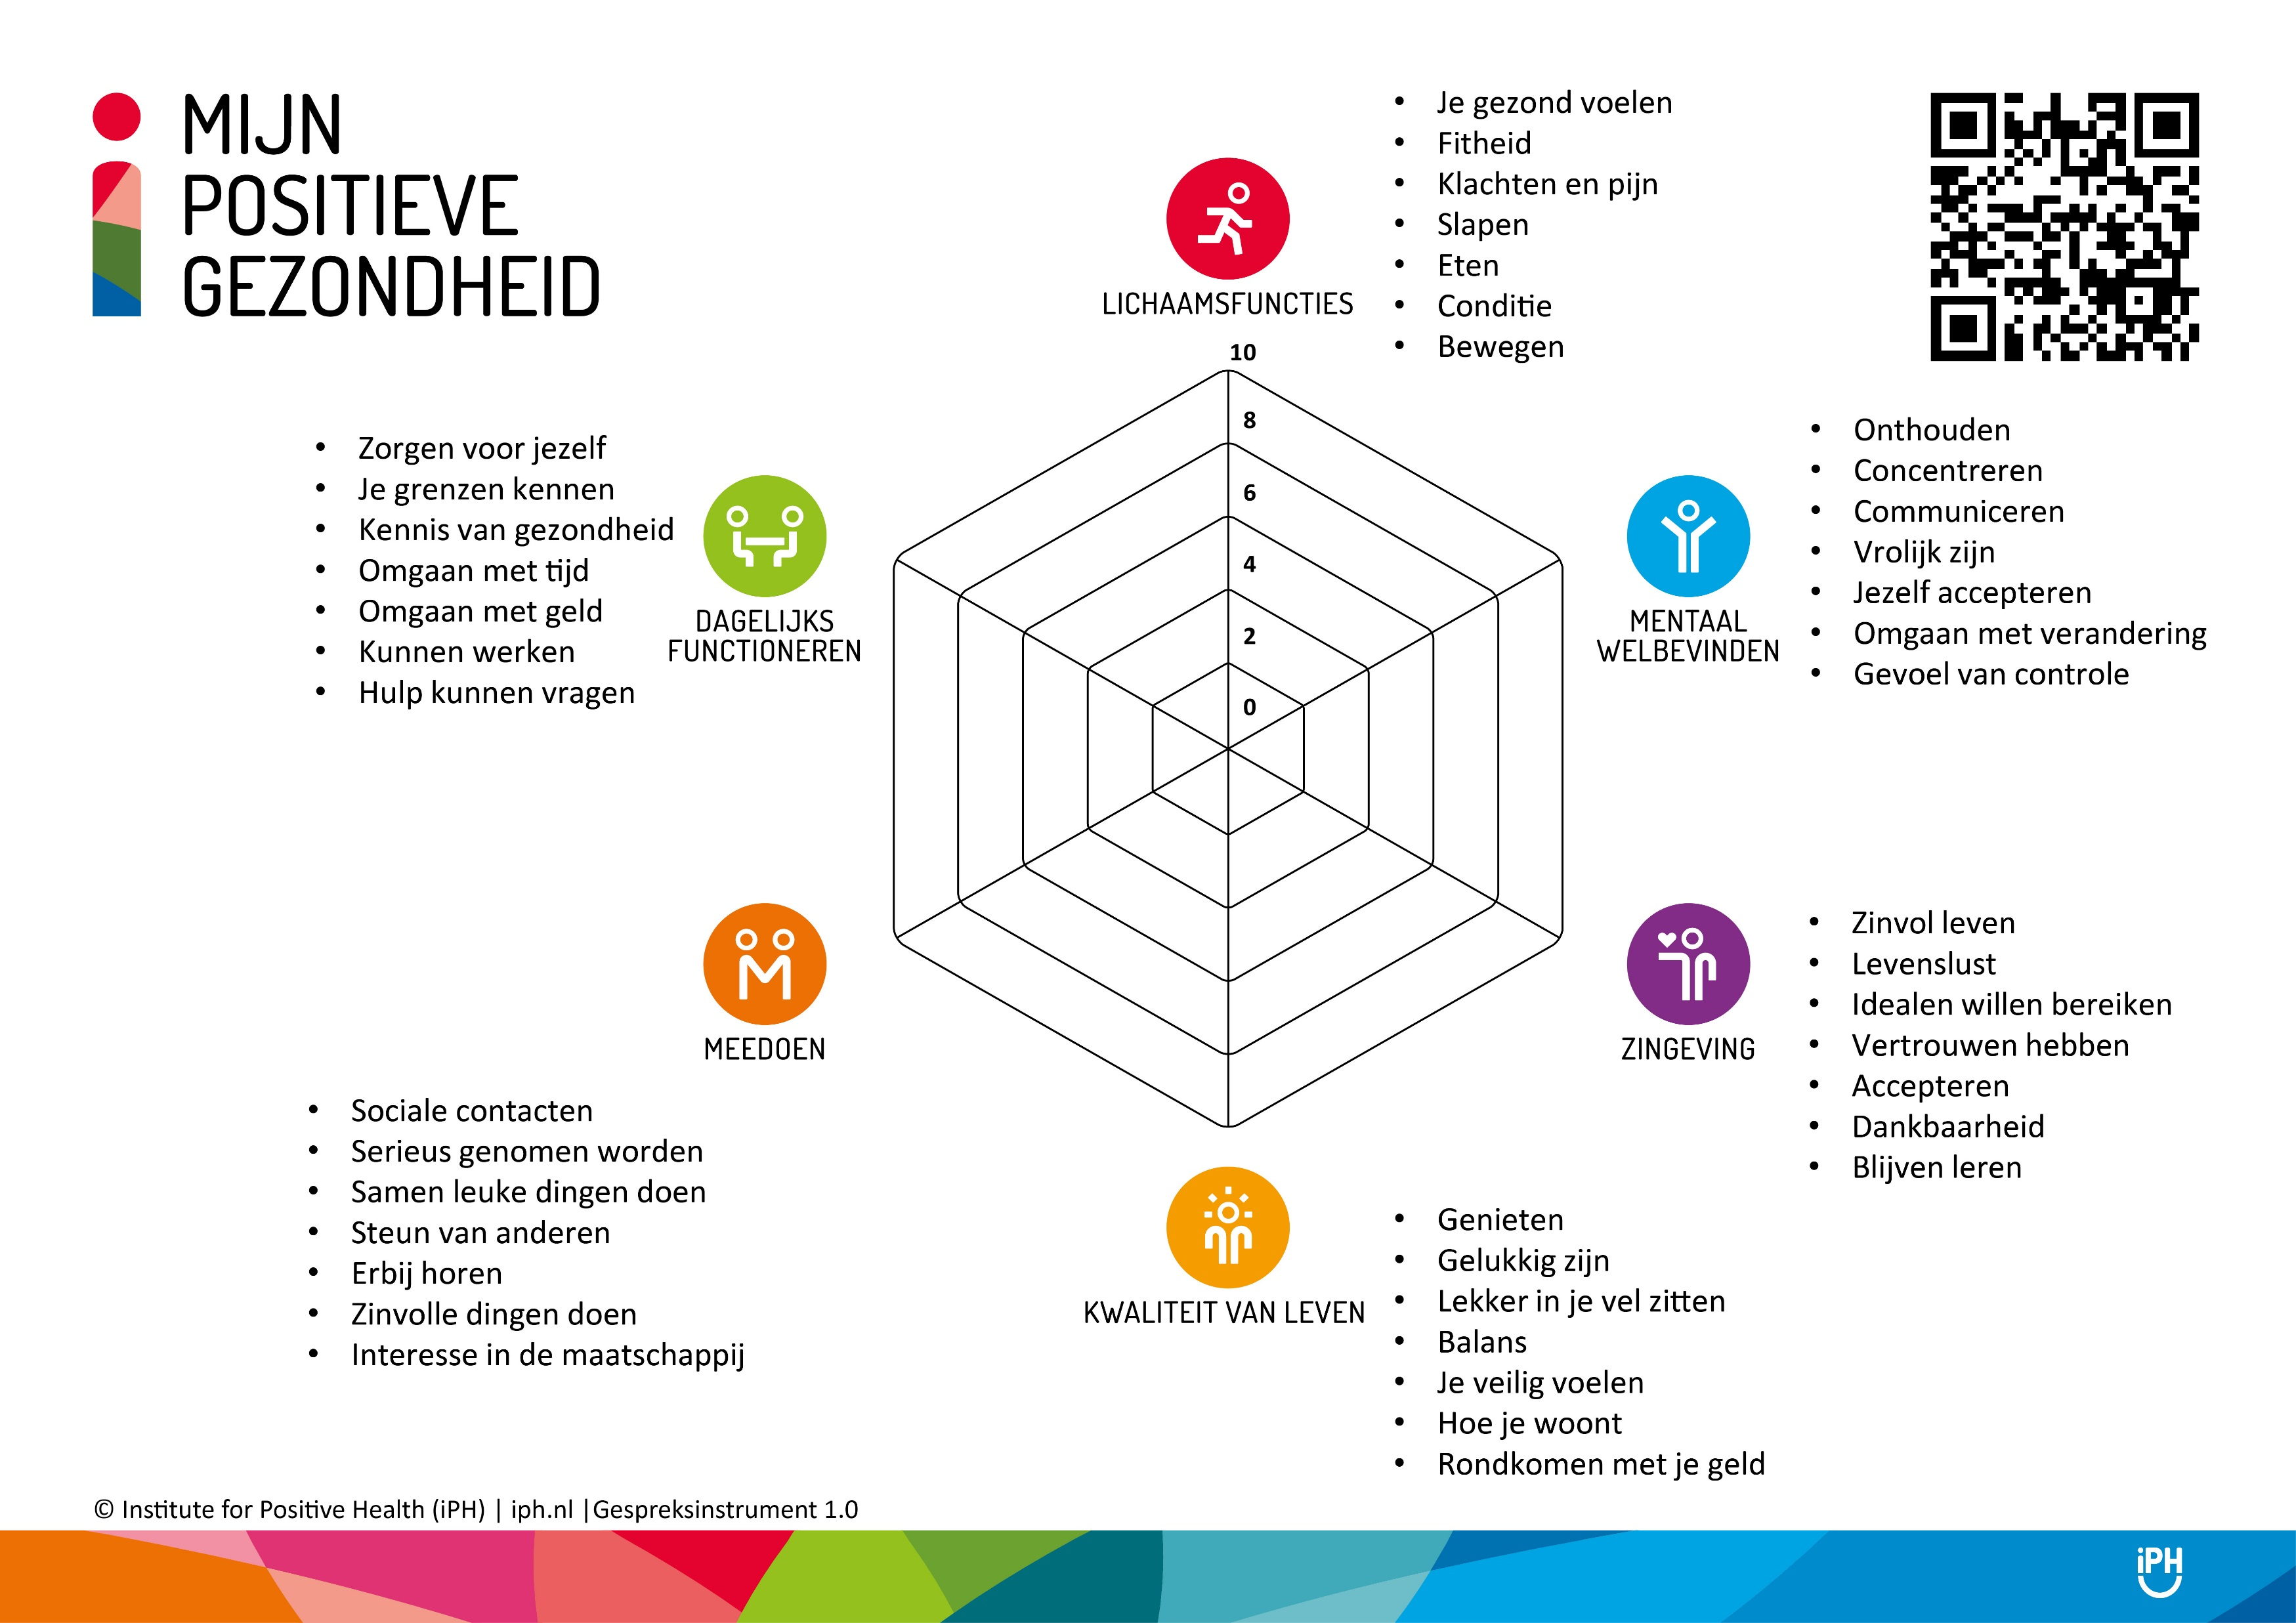 MIJN
POSITIEVE
GEZONDHEID
LICHAAMSFUNCTIES
• Je gezond voelen
• Fitheid
• Klachten en pijn
• Slapen
• Eten
• Conditie
• Bewegen
10
8
6
4
2
0
• Zorgen voor jezelf
• Je grenzen kennen
• Kennis van gezondheid
• Omgaan met tijd
• Omgaan met geld
• Kunnen werken
• Hulp kunnen vragen
DAGELIJKS
FUNCTIONEREN
MENTAAL
WELBEVINDEN
• Onthouden
• Concentreren
• Communiceren
• Vrolijk zijn
• Jezelf accepteren
• Omgaan met verandering
• Gevoel van controle
MEEDOEN
• Sociale contacten
• Serieus genomen worden
• Samen leuke dingen doen
• Steun van anderen
• Erbij horen
• Zinvolle dingen doen
• Interesse in de maatschappij
ZINGEVING
• Zinvol leven
• Levenslust
• Idealen willen bereiken
• Vertrouwen hebben
• Accepteren
• Dankbaarheid
• Blijven leren
KWALITEIT VAN LEVEN
• Genieten
• Gelukkig zijn
• Lekker in je vel zitten
• Balans
• Je veilig voelen
• Hoe je woont
• Rondkomen met je geld
© Institute for Positive Health (iPH) | iph.nl |Gespreksinstrument 1.0
iPH